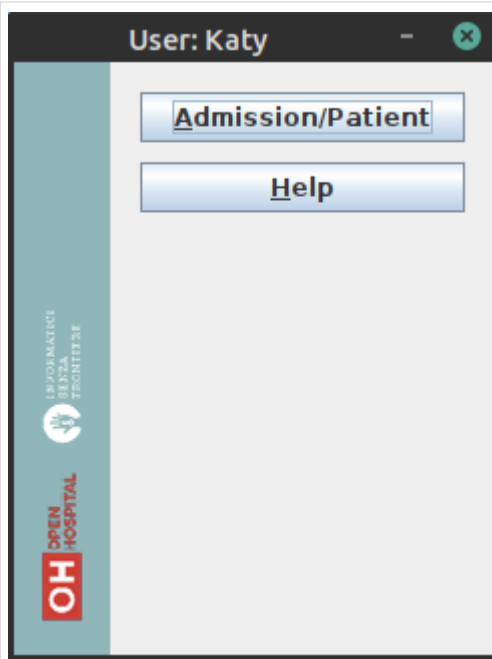 User: Katy
Admission/Patient
Help
INFORMATICI
SENZA
FRONTIERE
OH OPEN
HOSPITAL